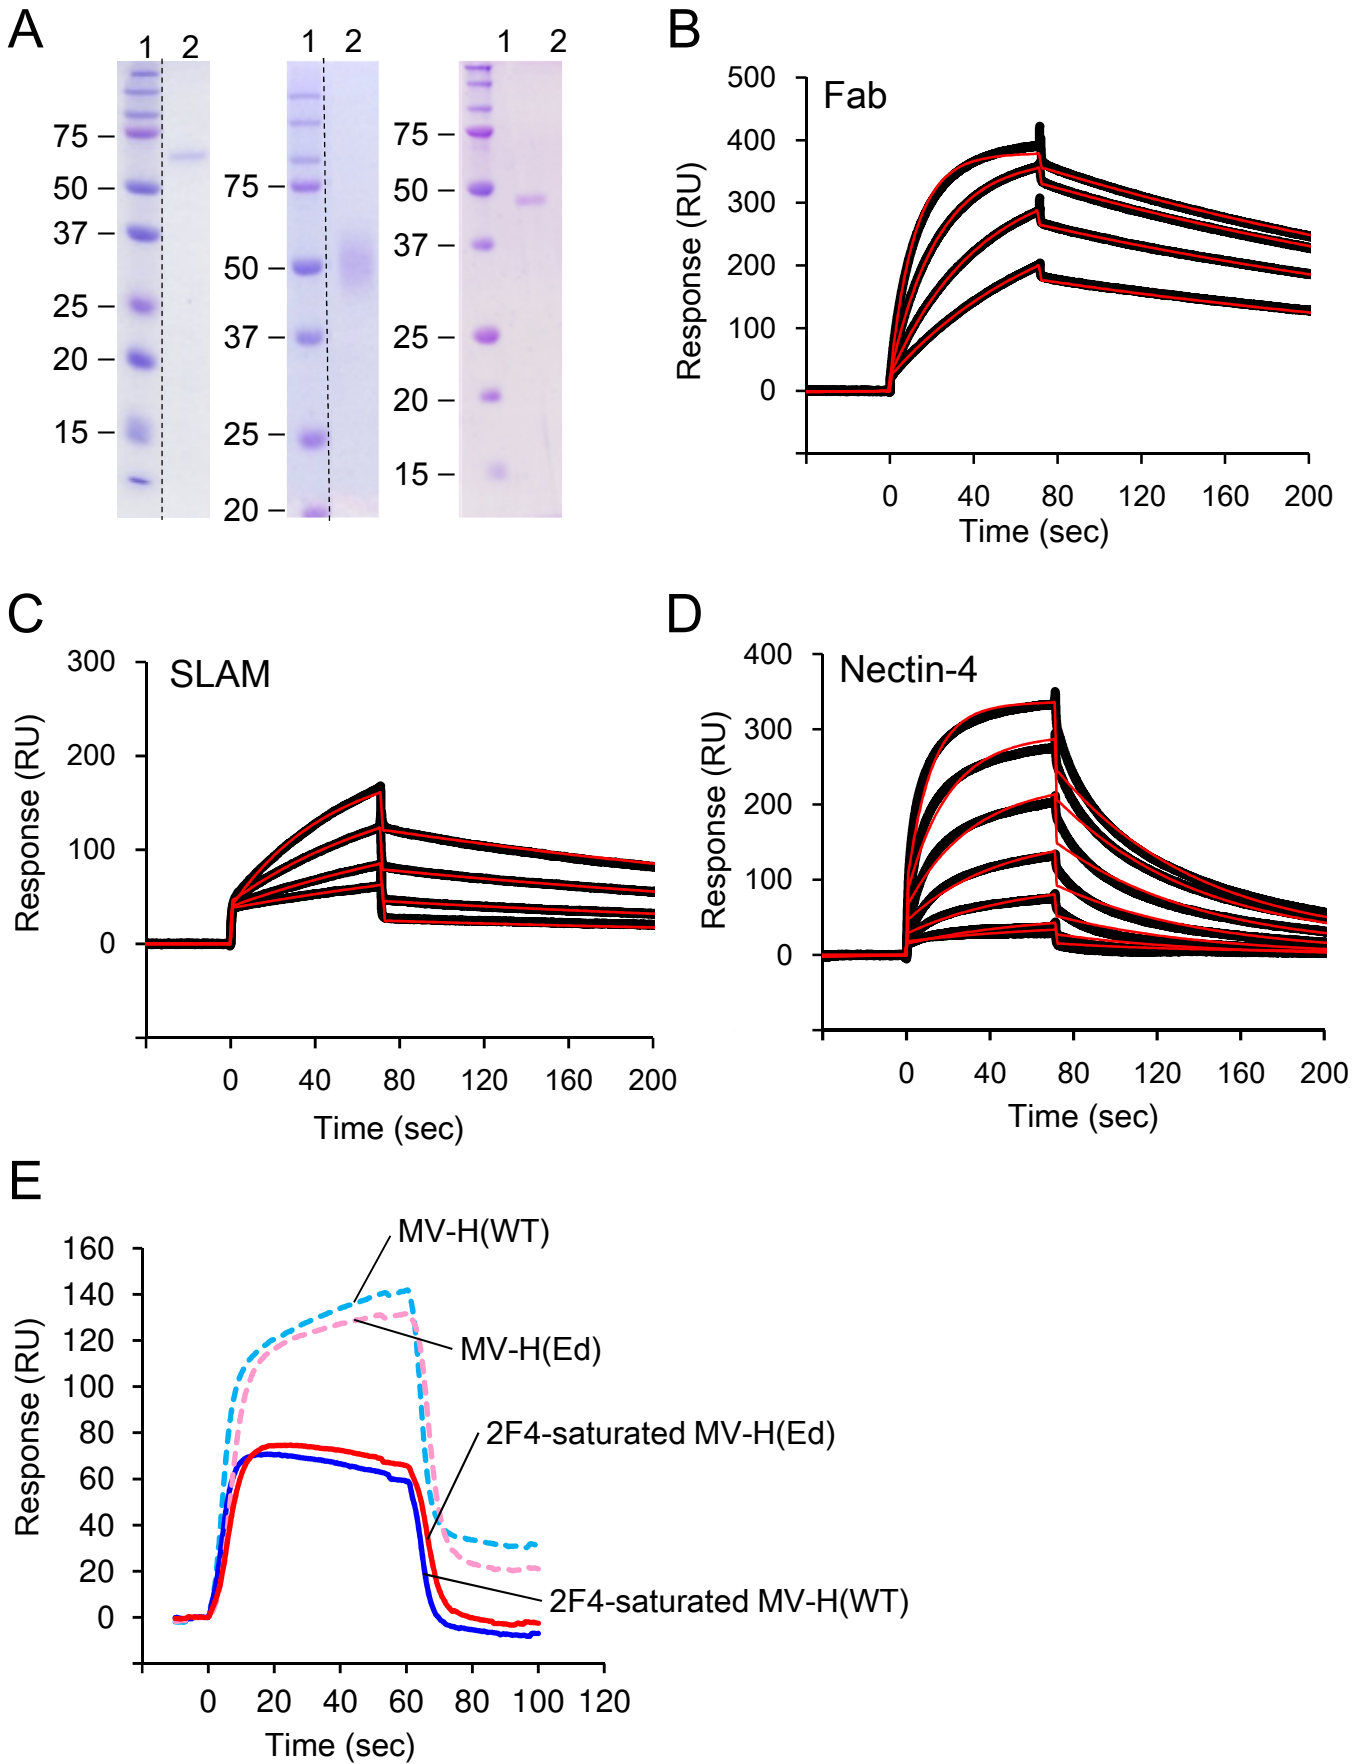 A
1 2
75
50
37
25
20
15
1 2
75
50
37
25
20
1 2
75
50
37
25
20
15
B
Fab
Response (RU)
500
400
300
200
100
0
0 40 80 120 160 200
Time (sec)
C
SLAM
Response (RU)
300
200
100
0
0 40 80 120 160 200
Time (sec)
D
Nectin-4
Response (RU)
400
300
200
100
0
0 40 80 120 160 200
Time (sec)
E
Response (RU)
160
140
120
100
80
60
40
20
0
MV-H(WT)
MV-H(Ed)
2F4-saturated MV-H(Ed)
2F4-saturated MV-H(WT)
0 20 40 60 80 100 120
Time (sec)